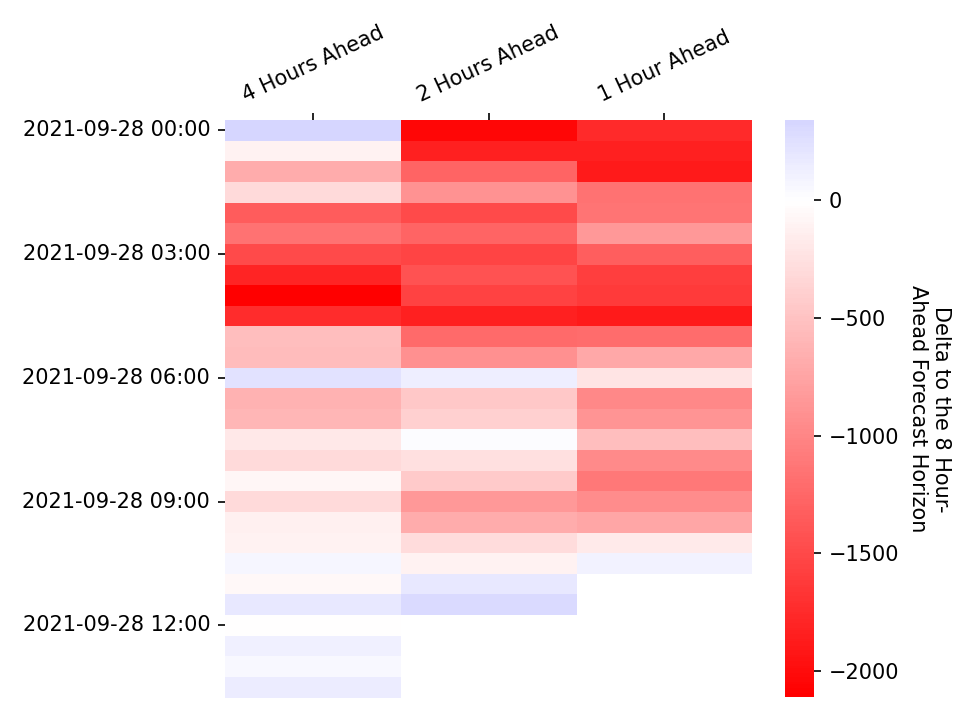 4 Hours Ahead
2 Hours Ahead
1 Hour Ahead
2021-09-28 00:00
2021-09-28 03:00
2021-09-28 06:00
2021-09-28 09:00
2021-09-28 12:00
0
−500
−1000
−1500
−2000
Delta to the 8 Hour-
Ahead Forecast Horizon